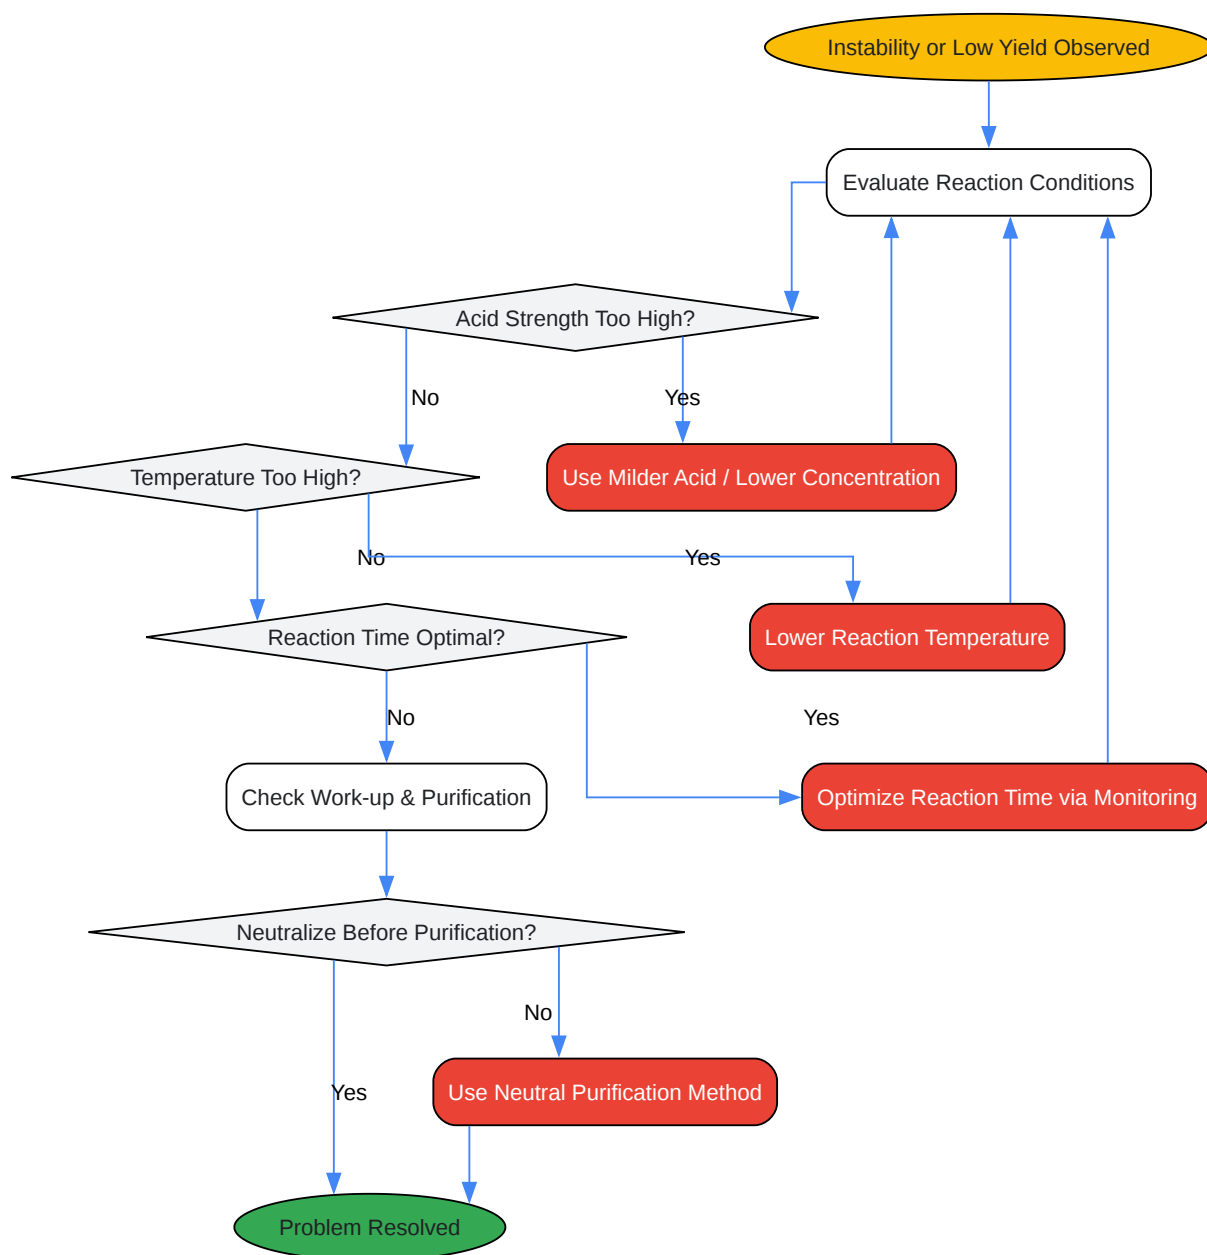 Instability or Low Yield Observed
Evaluate Reaction Conditions
Acid Strength Too High?
No
Yes
Temperature Too High?
Use Milder Acid / Lower Concentration
No
Yes
Reaction Time Optimal?
Lower Reaction Temperature
No
Yes
Check Work-up & Purification
Optimize Reaction Time via Monitoring
Neutralize Before Purification?
No
Yes
Use Neutral Purification Method
Problem Resolved